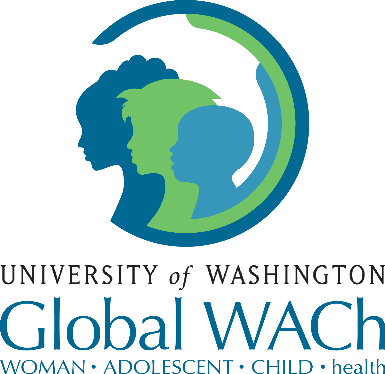 UNIVERSITY of WASHINGTON
Global WACh
WOMAN • ADOLESCENT • CHILD • health